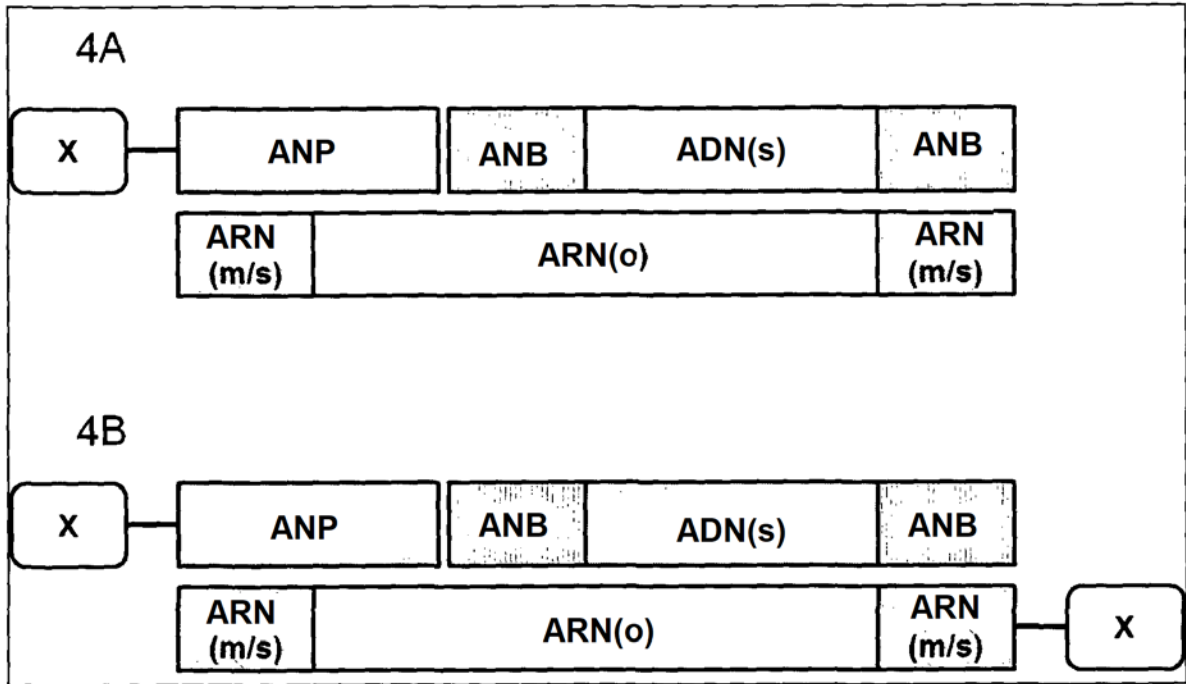 4A
X ANP ANB ADN(s) ANB
ARN (m/s) ARN(o) ARN (m/s)
4B
X ANP ANB ADN(s) ANB
ARN (m/s) ARN(o) ARN (m/s) X